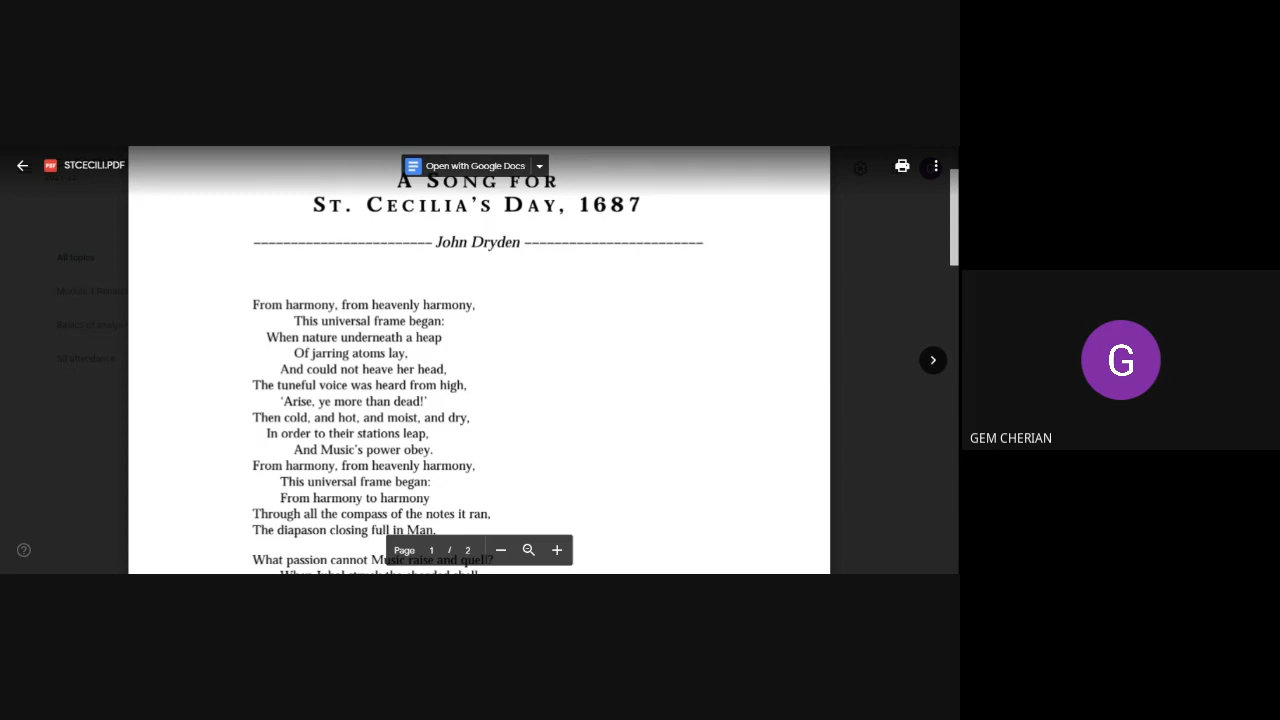 STCECILI.PDF
Open with Google Docs
A SONG FOR
ST. CECILIA'S DAY, 1687
------------------------ John Dryden ------------------------
All topics
From harmony, from heavenly harmony,
This universal frame began:
When nature underneath a heap
Of jarring atoms lay,
And could not heave her head,
The tuneful voice was heard from high,
‘Arise, ye more than dead!’
Then cold, and hot, and moist, and dry,
In order to their stations leap,
And Music's power obey.
From harmony, from heavenly harmony,
This universal frame began:
From harmony to harmony
Through all the compass of the notes it ran,
The diapason closing full in Man.
What passion cannot Music raise and quell?
Page 1 / 2
G
GEM CHERIAN